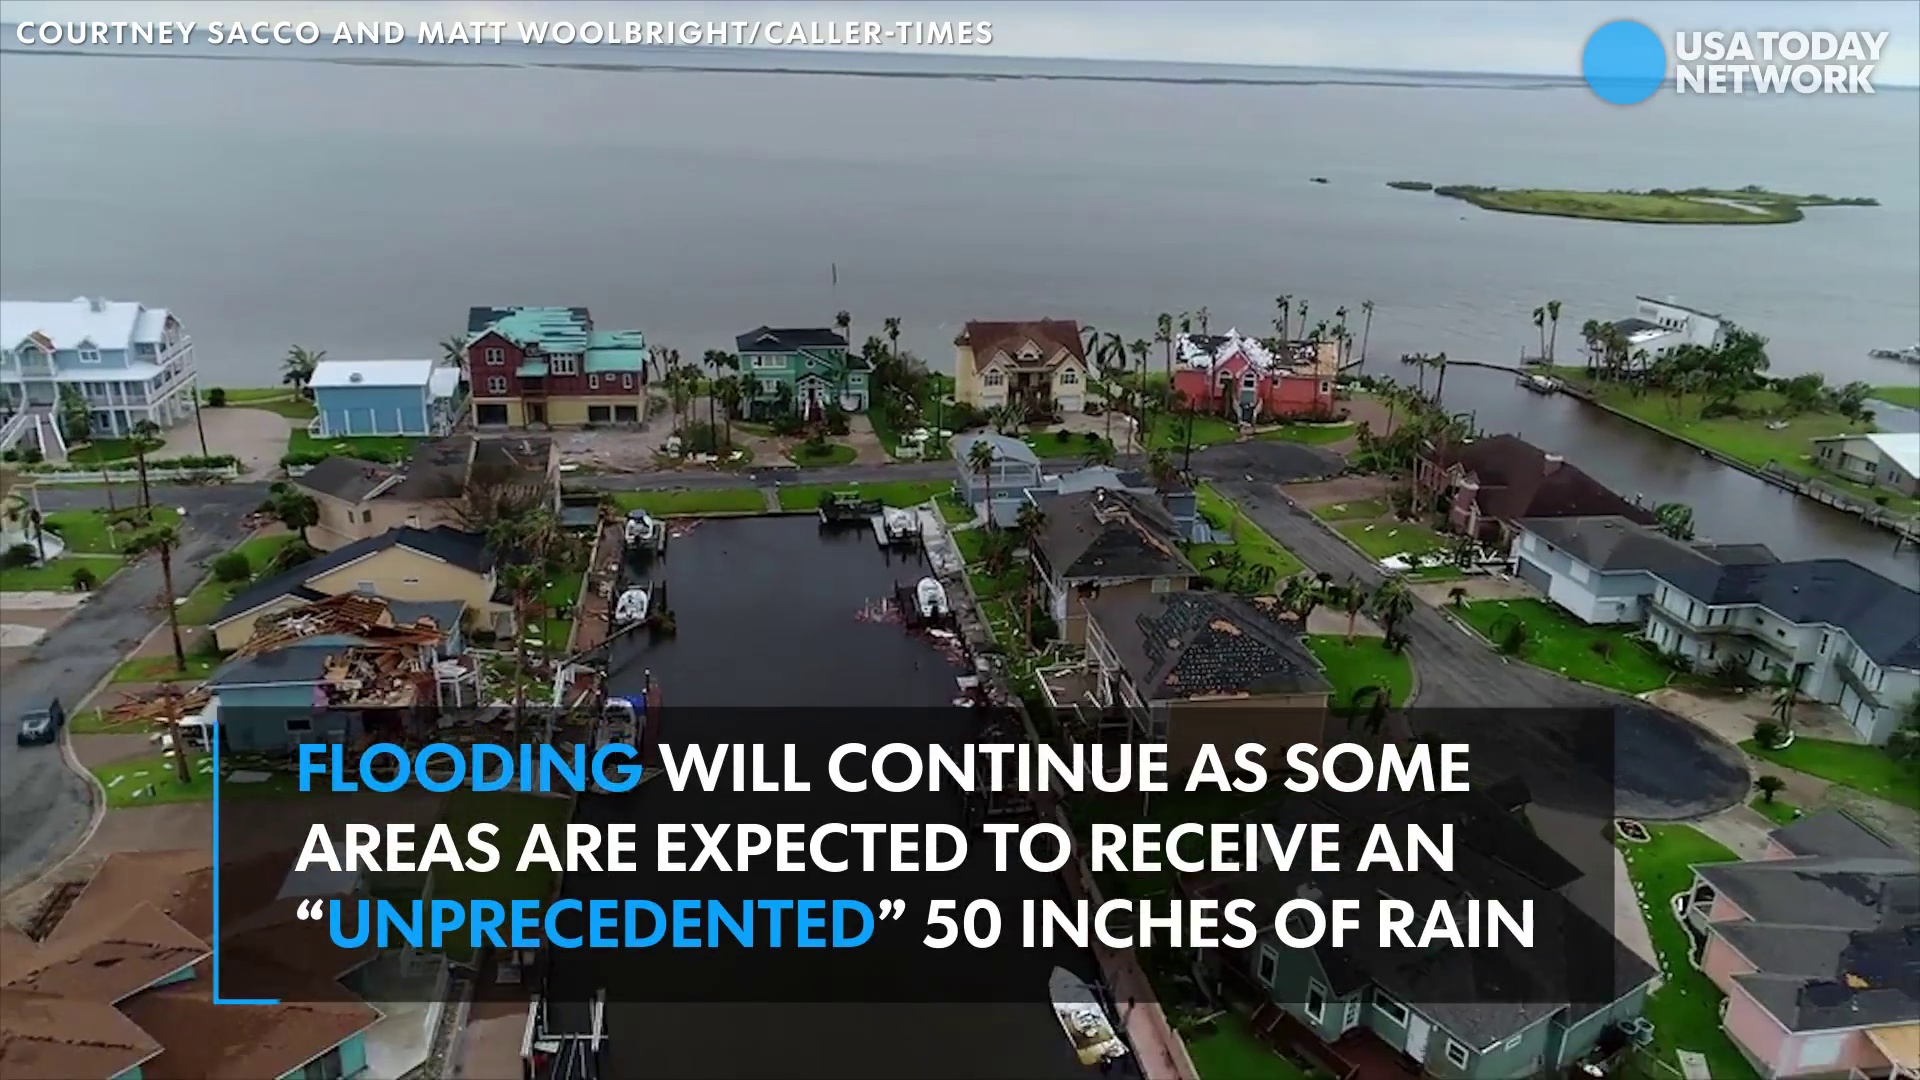 COURTNEY SACCO AND MATT WOOLBRIGHT/CALLER-TIMES
USA TODAY
NETWORK
FLOODING WILL CONTINUE AS SOME
AREAS ARE EXPECTED TO RECEIVE AN
“UNPRECEDENTED” 50 INCHES OF RAIN